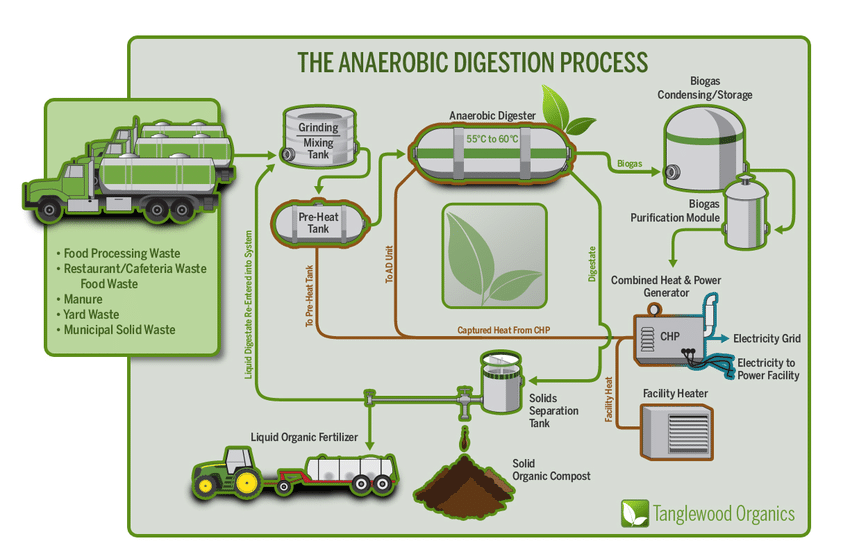 THE ANAEROBIC DIGESTION PROCESS
• Food Processing Waste
• Restaurant/Cafeteria Waste
Food Waste
• Manure
• Yard Waste
• Municipal Solid Waste
Grinding
Mixing
Tank
Pre-Heat
Tank
Anaerobic Digester
55°C to 60°C
Biogas
Biogas
Condensing/Storage
Biogas
Purification Module
Liquid Digestate Re-Entered into System
To Pre-Heat Tank
To AD Unit
Digestate
Captured Heat From CHP
Combined Heat & Power
Generator
CHP
Electricity Grid
Electricity to
Power Facility
Facility Heat
Facility Heater
Solids
Separation
Tank
Liquid Organic Fertilizer
Solid
Organic Compost
Tanglewood Organics